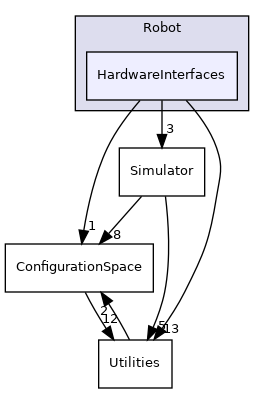 Robot
HardwareInterfaces
3
Simulator
1
8
ConfigurationSpace
2
12
5
13
Utilities